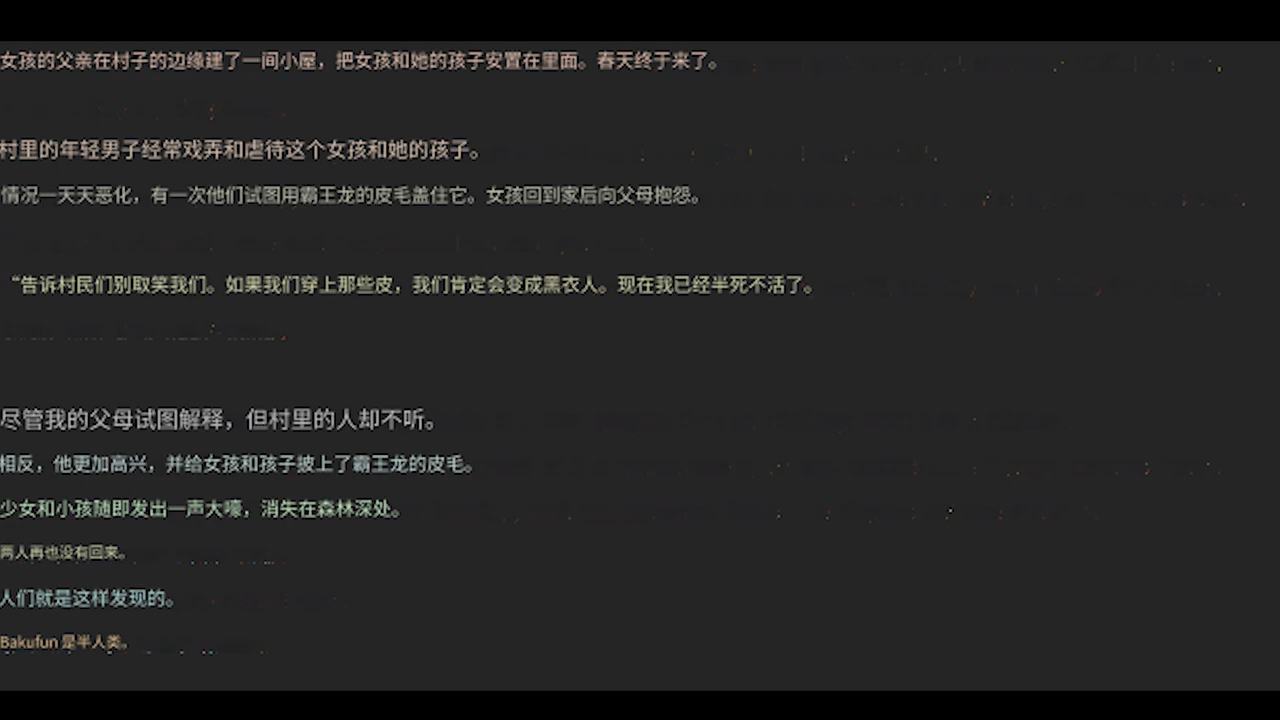 女孩的父亲在村子的边缘建了一间小屋，把女孩和她的孩子安置在里面。春天终于来了。
村里的年轻男子经常戏弄和虐待这个女孩和她的孩子。
情况一天天恶化，有一次他们试图用霸王龙的皮毛盖住它。女孩回到家后向父母抱怨。
“告诉村民们别取笑我们。如果我们穿上那些皮，我们肯定会变成黑衣人。现在我已经半死不活了。
尽管我的父母试图解释，但村里的人却不听。
相反，他更加高兴，并给女孩和孩子披上了霸王龙的皮毛。
少女和小孩随即发出一声大嚎，消失在森林深处。
两人再也没有回来。
人们就是这样发现的。
Bakufun 是半人类。